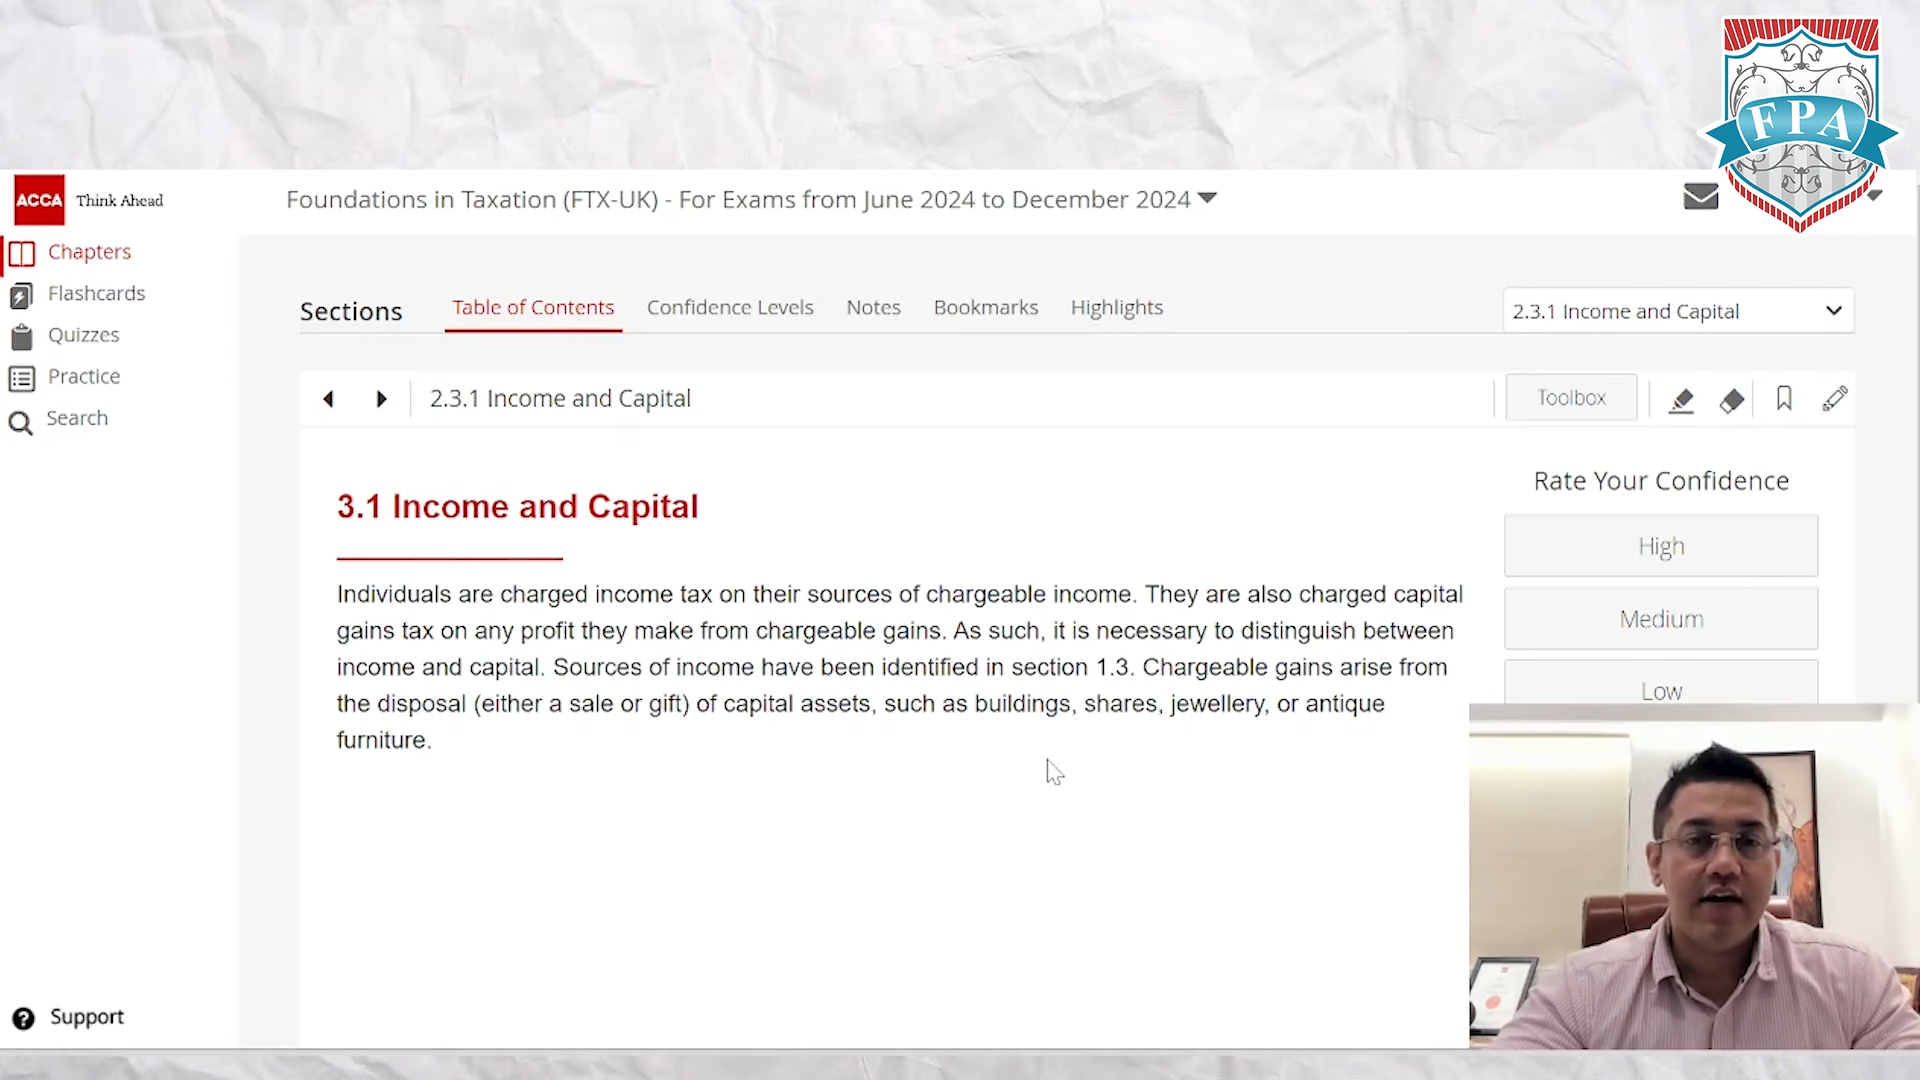 FPA
ACCA Think Ahead
Foundations in Taxation (FTX-UK) - For Exams from June 2024 to December 2024
Chapters
Flashcards
Quizzes
Practice
Search
Support
Sections
Table of Contents
Confidence Levels
Notes
Bookmarks
Highlights
2.3.1 Income and Capital
2.3.1 Income and Capital
Toolbox
3.1 Income and Capital
Individuals are charged income tax on their sources of chargeable income. They are also charged capital
gains tax on any profit they make from chargeable gains. As such, it is necessary to distinguish between
income and capital. Sources of income have been identified in section 1.3. Chargeable gains arise from
the disposal (either a sale or gift) of capital assets, such as buildings, shares, jewellery, or antique
furniture.
Rate Your Confidence
High
Medium
Low